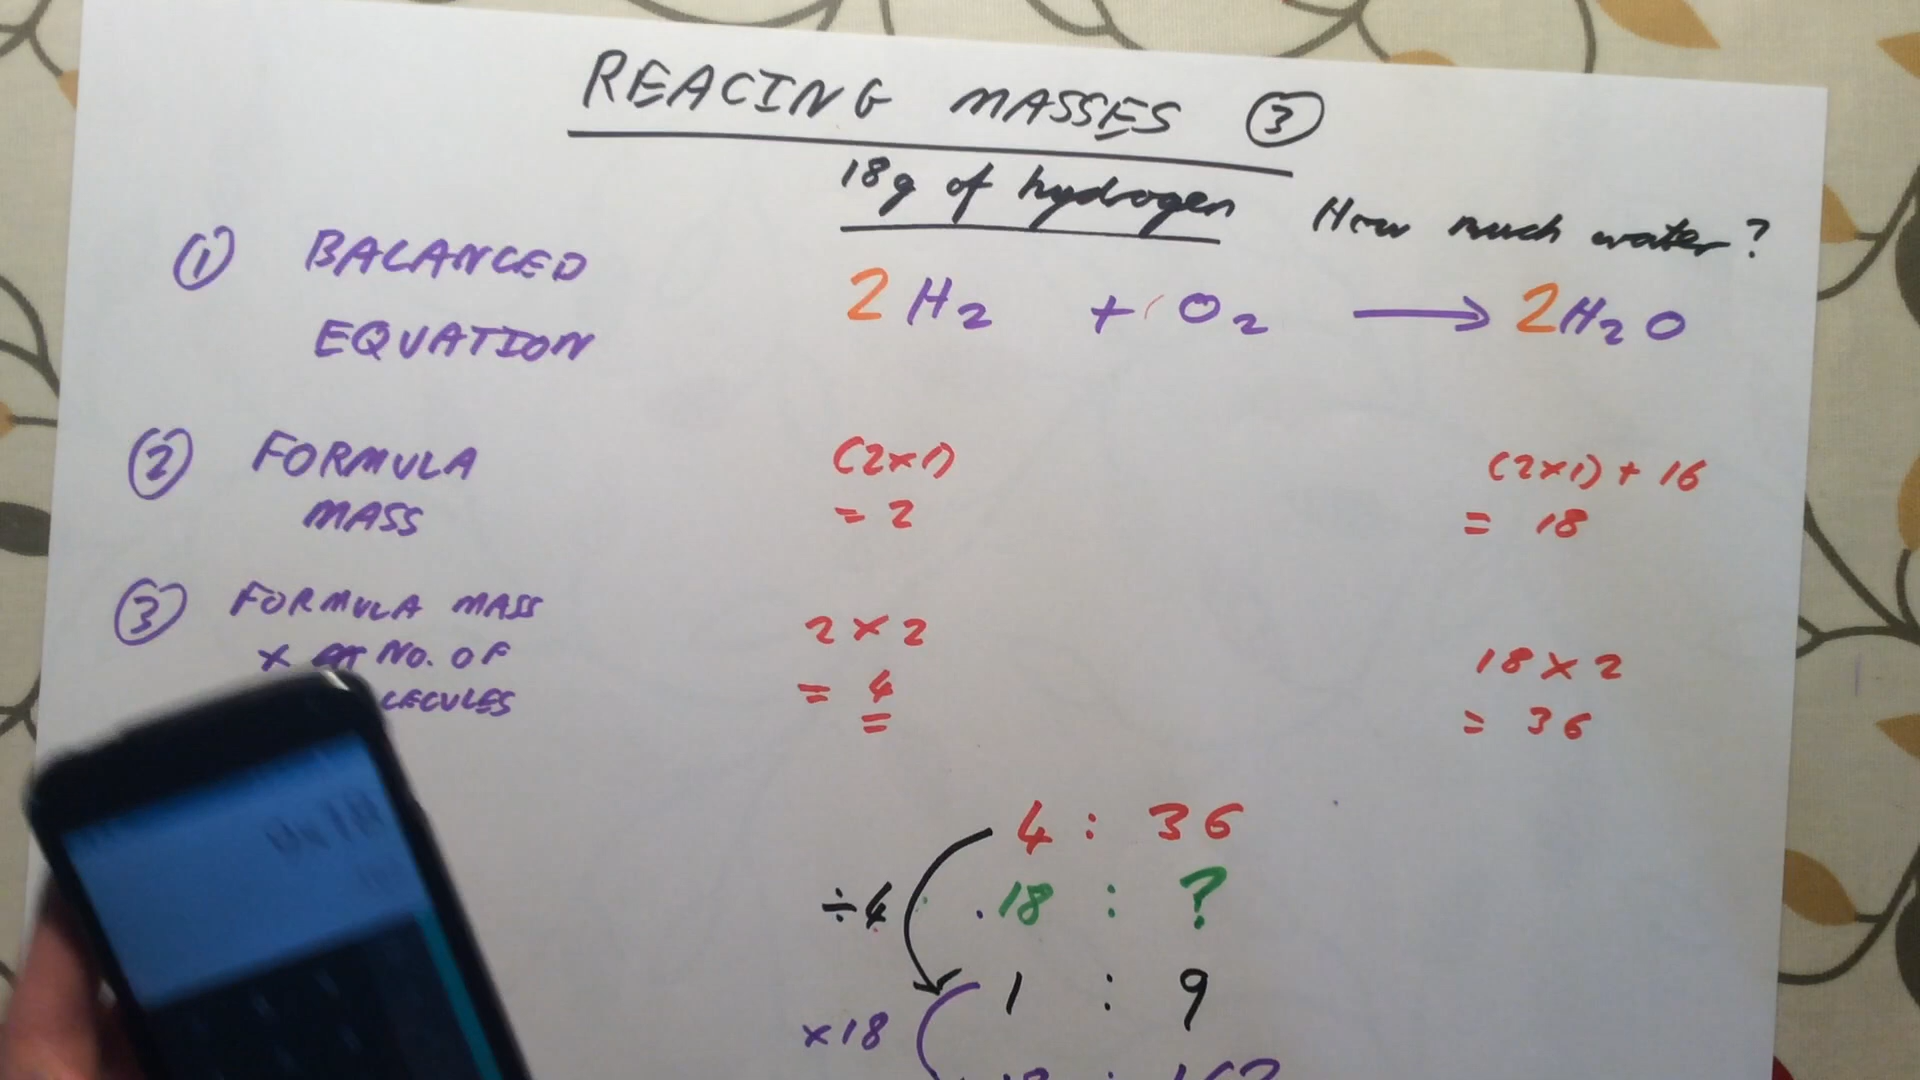 REACING MASSES ③
18g of hydrogen How much water?
① BALANCED
EQUATION
2H₂ + O₂ → 2H₂O
② FORMULA
MASS
(2×1)
= 2
(2×1) + 16
= 18
③ FORMULA MASS
× NO. OF
LECULES
2 × 2
= 4
18 × 2
= 36
4 : 36
÷4
18 : ?
1 : 9
×18
18 : 162